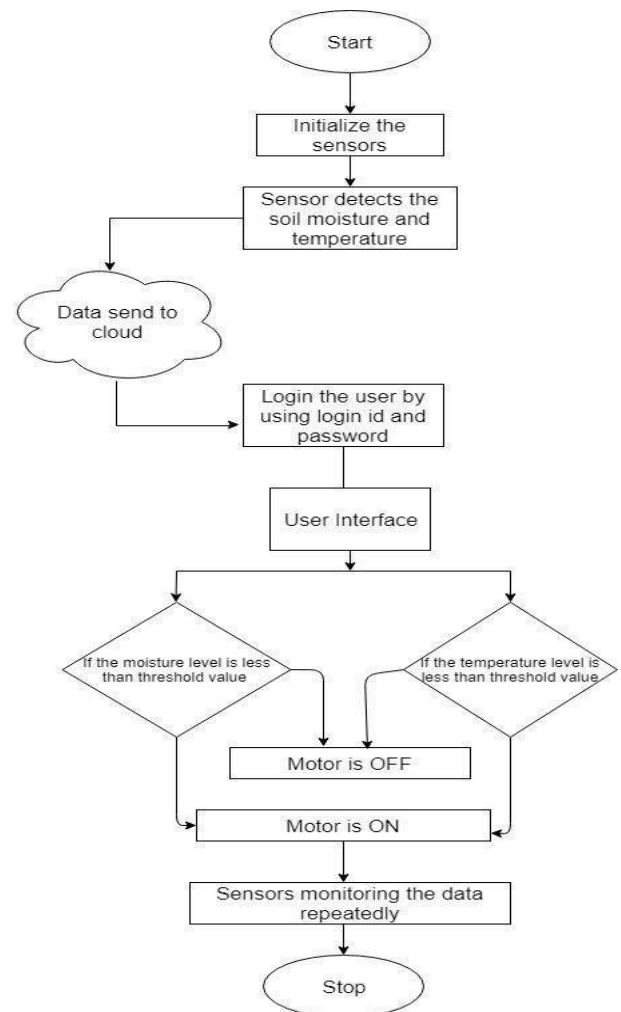 Start
Initialize the
sensors
Sensor detects the
soil moisture and
temperature
Data send to
cloud
Login the user by
using login id and
password
User Interface
If the moisture level is less
than threshold value
If the temperature level is
less than threshold value
Motor is OFF
Motor is ON
Sensors monitoring the data
repeatedly
Stop